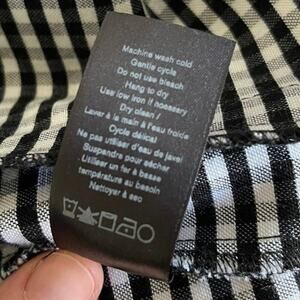 Machine wash cold
Gentle cycle
Do not use bleach
Hang to dry
Use low iron if nocessary
Dry clean /
Laver à la main à l'eau froide
Cycle délicat
Ne pas utiliser d'eau de javel
Suspendre pour sécher
Utiliser un fer à basse
température au besoin
Nettoyer à sec